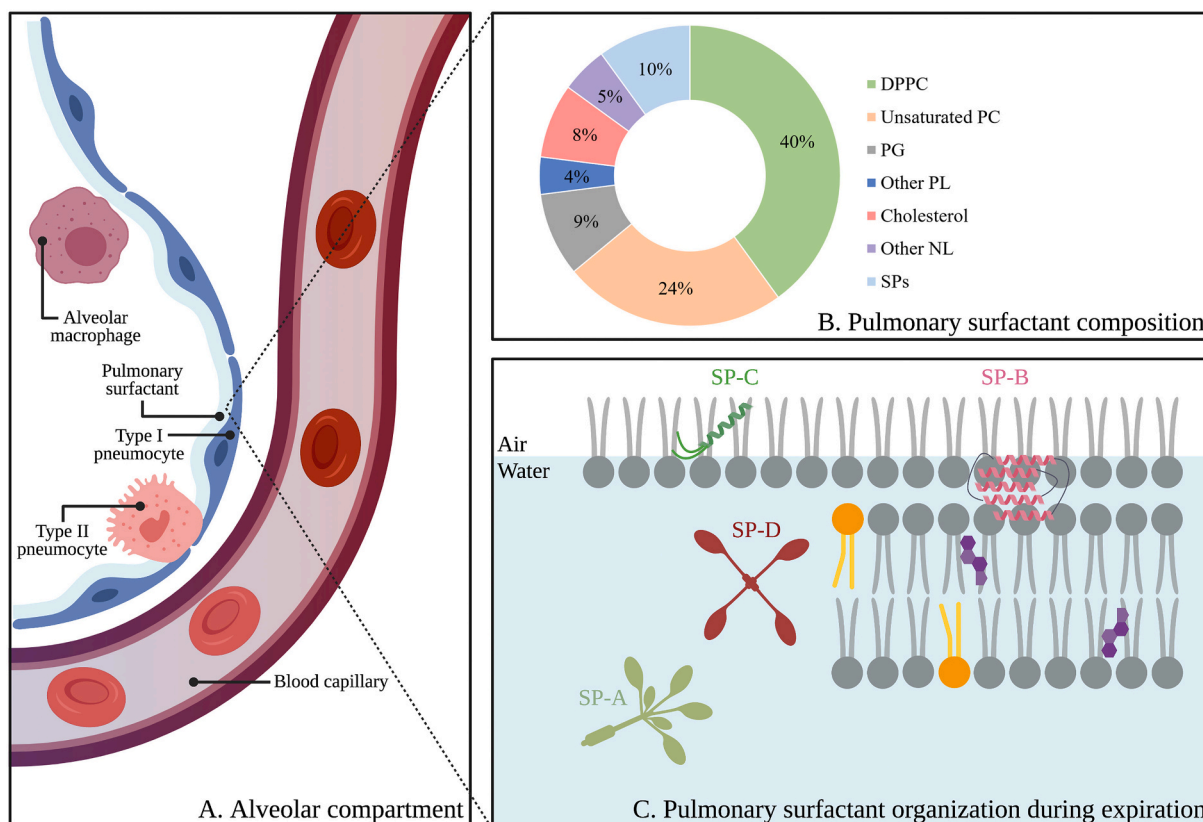 Alveolar
macrophage
Pulmonary
surfactant
Type I
pneumocyte
Type II
pneumocyte
Blood capillary
A. Alveolar compartment
10%
5%
8%
4%
9%
24%
40%
DPPC
Unsaturated PC
PG
Other PL
Cholesterol
Other NL
SPs
B. Pulmonary surfactant composition
SP-C
SP-B
Air
Water
SP-D
SP-A
C. Pulmonary surfactant organization during expiration